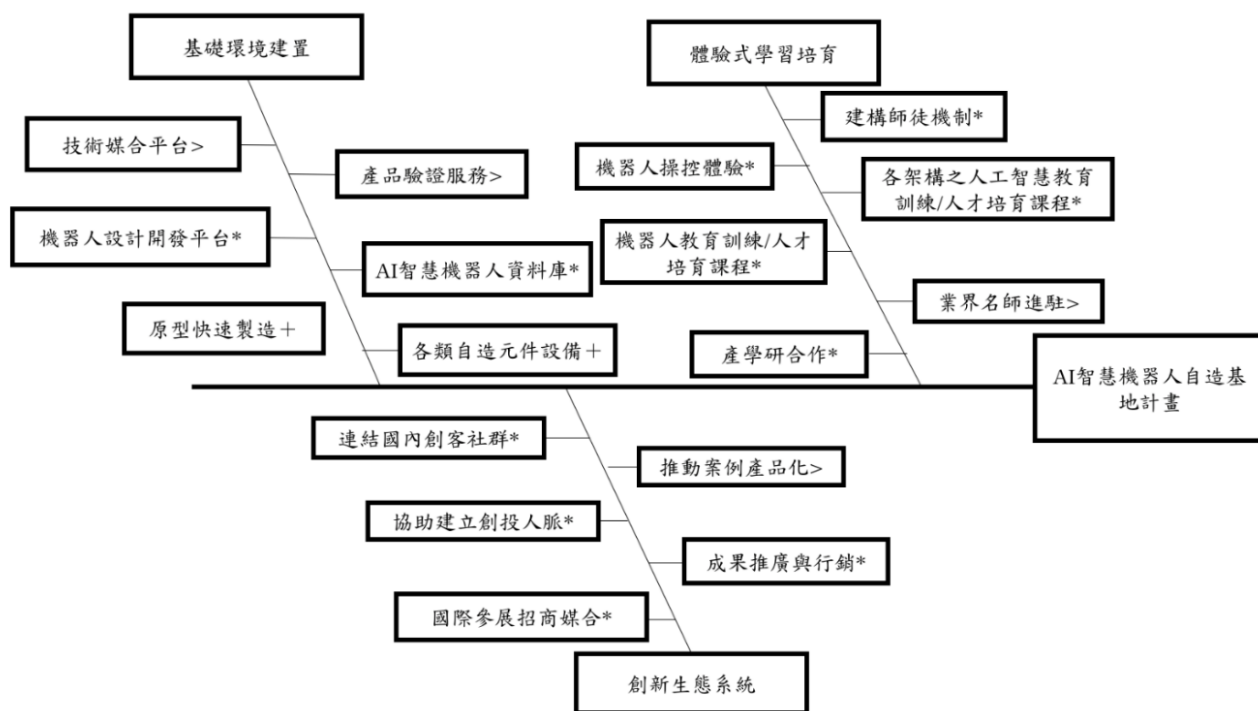 基礎環境建置
技術媒合平台>
產品驗證服務>
機器人設計開發平台*
AI智慧機器人資料庫*
原型快速製造＋
各類自造元件設備＋
體驗式學習培育
建構師徒機制*
機器人操控體驗*
各架構之人工智慧教育
訓練/人才培育課程*
機器人教育訓練/人才
培育課程*
業界名師進駐>
產學研合作*
AI智慧機器人自造基
地計畫
連結國內創客社群*
推動案例產品化>
協助建立創投人脈*
成果推廣與行銷*
國際參展招商媒合*
創新生態系統